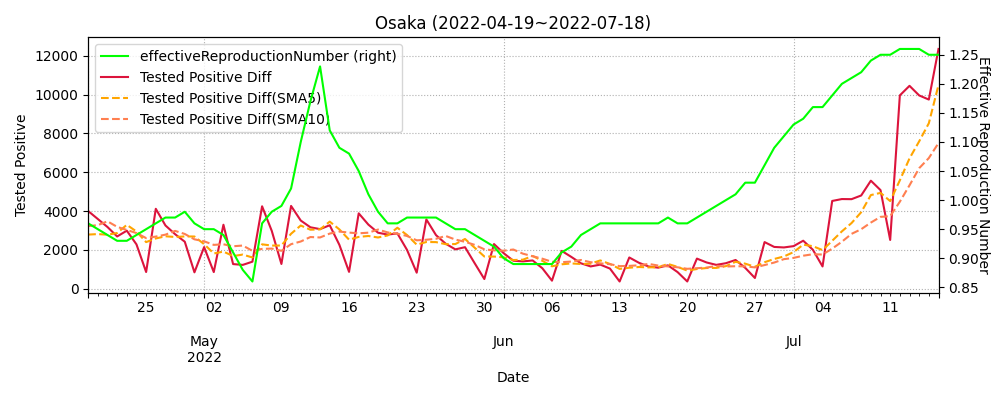 Osaka (2022-04-19~2022-07-18)
effectiveReproductionNumber (right)
Tested Positive Diff
Tested Positive Diff(SMA5)
Tested Positive Diff(SMA10)
Tested Positive
12000
10000
8000
6000
4000
2000
0
1.25
1.20
1.15
1.10
1.05
1.00
0.95
0.90
0.85
Effective Reproduction Number
25 02 09 16 23 30 06 13 20 27 04 11
May Jun Jul
2022
Date